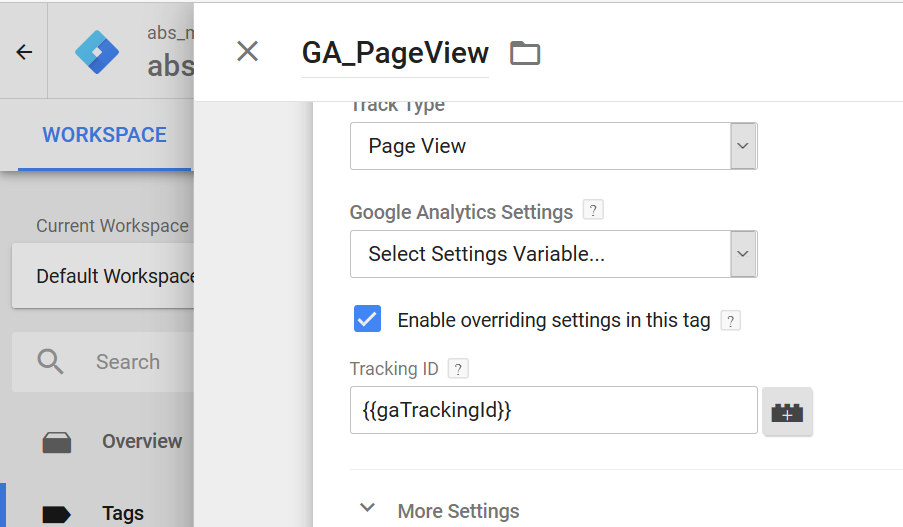 abs_m
GA_PageView
abs
Track Type
WORKSPACE
Page View
Google Analytics Settings ?
Current Workspace
Select Settings Variable...
Default Workspace
Enable overriding settings in this tag ?
Search
Tracking ID ?
{{gaTrackingId}}
Overview
More Settings
Tags